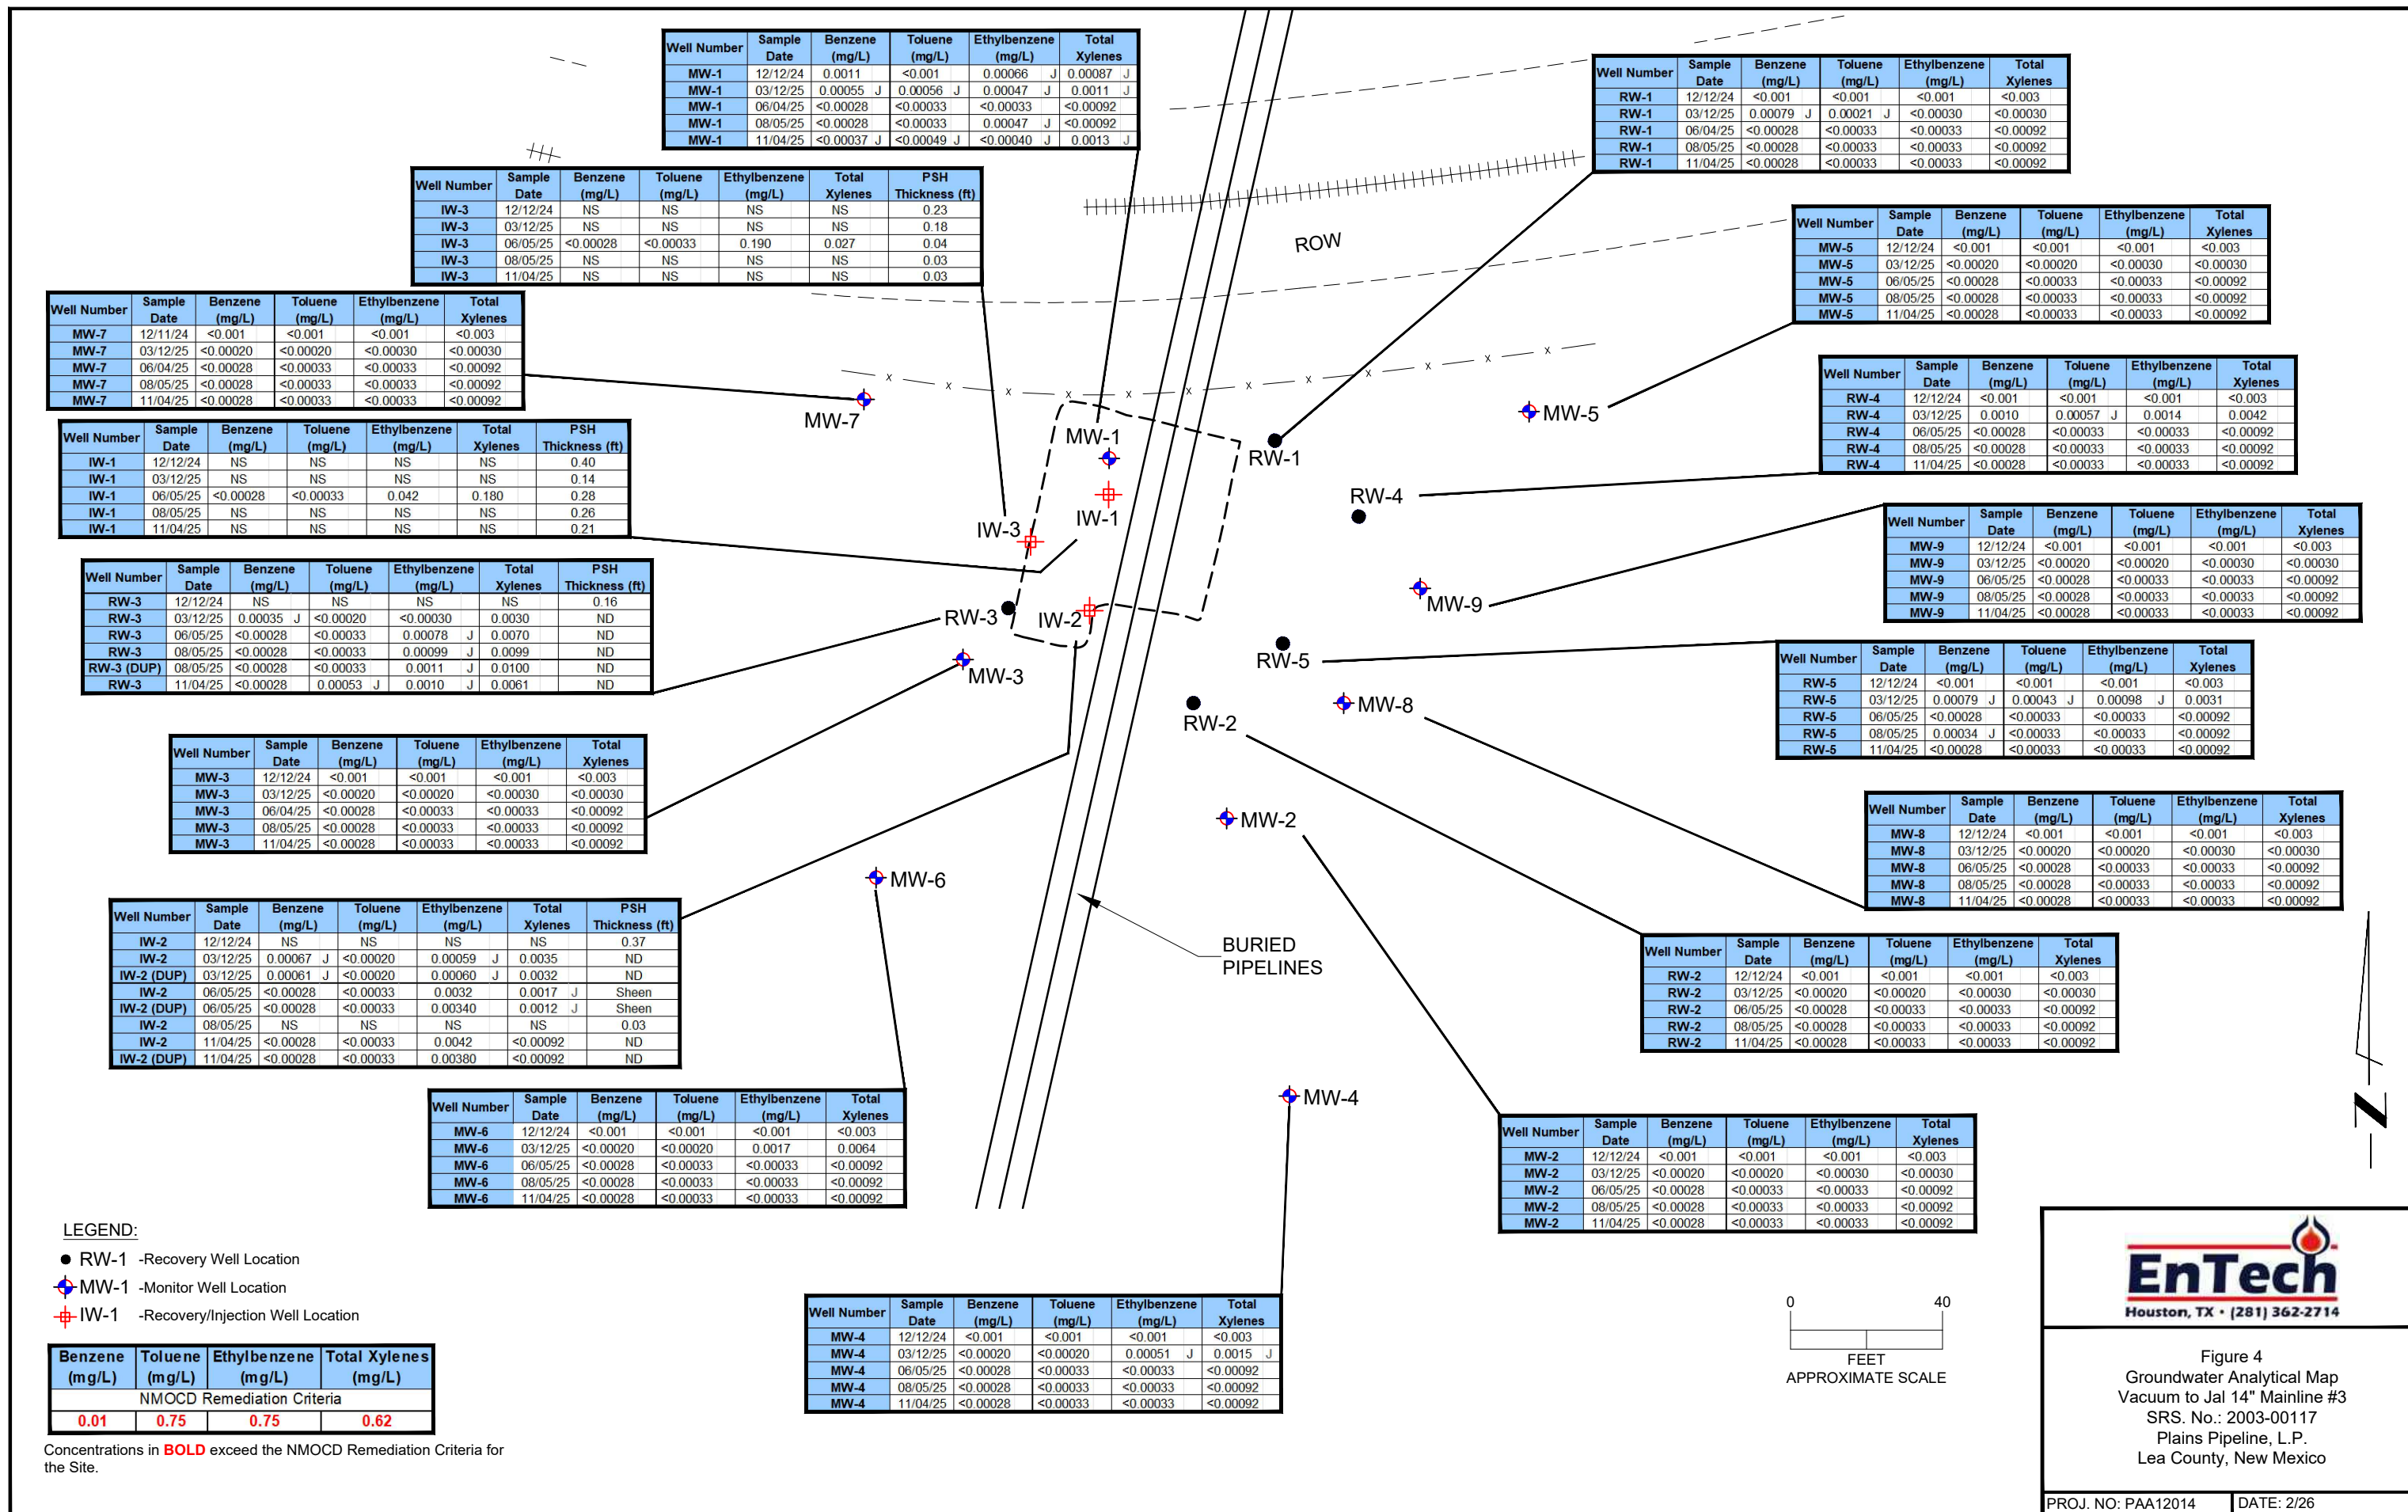 Well Number | Sample Date | Benzene (mg/L) | Toluene (mg/L) | Ethylbenzene (mg/L) | Total Xylenes
MW-1 12/12/24 0.0011 <0.001 0.00066 J 0.00087 J
MW-1 03/12/25 0.00055 J 0.00056 J 0.00047 J 0.0011 J
MW-1 06/04/25 <0.00028 <0.00033 <0.00033 <0.00092
MW-1 08/05/25 <0.00028 <0.00033 0.00047 J <0.00092
MW-1 11/04/25 <0.00037 J <0.00049 J <0.00040 J 0.0013 J
Well Number | Sample Date | Benzene (mg/L) | Toluene (mg/L) | Ethylbenzene (mg/L) | Total Xylenes
RW-1 12/12/24 <0.001 <0.001 <0.001 <0.003
RW-1 03/12/25 0.00079 J 0.00021 J <0.00030 <0.00030
RW-1 06/04/25 <0.00028 <0.00033 <0.00033 <0.00092
RW-1 08/05/25 <0.00028 <0.00033 <0.00033 <0.00092
RW-1 11/04/25 <0.00028 <0.00033 <0.00033 <0.00092
Well Number | Sample Date | Benzene (mg/L) | Toluene (mg/L) | Ethylbenzene (mg/L) | Total Xylenes | PSH Thickness (ft)
IW-3 12/12/24 NS NS NS NS 0.23
IW-3 03/12/25 NS NS NS NS 0.18
IW-3 06/05/25 <0.00028 <0.00033 0.190 0.027 0.04
IW-3 08/05/25 NS NS NS NS 0.03
IW-3 11/04/25 NS NS NS NS 0.03
ROW
Well Number | Sample Date | Benzene (mg/L) | Toluene (mg/L) | Ethylbenzene (mg/L) | Total Xylenes
MW-5 12/12/24 <0.001 <0.001 <0.001 <0.003
MW-5 03/12/25 <0.00020 <0.00020 <0.00030 <0.00030
MW-5 06/05/25 <0.00028 <0.00033 <0.00033 <0.00092
MW-5 08/05/25 <0.00028 <0.00033 <0.00033 <0.00092
MW-5 11/04/25 <0.00028 <0.00033 <0.00033 <0.00092
Well Number | Sample Date | Benzene (mg/L) | Toluene (mg/L) | Ethylbenzene (mg/L) | Total Xylenes
MW-7 12/11/24 <0.001 <0.001 <0.001 <0.003
MW-7 03/12/25 <0.00020 <0.00020 <0.00030 <0.00030
MW-7 06/04/25 <0.00028 <0.00033 <0.00033 <0.00092
MW-7 08/05/25 <0.00028 <0.00033 <0.00033 <0.00092
MW-7 11/04/25 <0.00028 <0.00033 <0.00033 <0.00092
Well Number | Sample Date | Benzene (mg/L) | Toluene (mg/L) | Ethylbenzene (mg/L) | Total Xylenes
RW-4 12/12/24 <0.001 <0.001 <0.001 <0.003
RW-4 03/12/25 0.0010 0.00057 J 0.0014 0.0042
RW-4 06/05/25 <0.00028 <0.00033 <0.00033 <0.00092
RW-4 08/05/25 <0.00028 <0.00033 <0.00033 <0.00092
RW-4 11/04/25 <0.00028 <0.00033 <0.00033 <0.00092
Well Number | Sample Date | Benzene (mg/L) | Toluene (mg/L) | Ethylbenzene (mg/L) | Total Xylenes | PSH Thickness (ft)
IW-1 12/12/24 NS NS NS NS 0.40
IW-1 03/12/25 NS NS NS NS 0.14
IW-1 06/05/25 <0.00028 <0.00033 0.042 0.180 0.28
IW-1 08/05/25 NS NS NS NS 0.26
IW-1 11/04/25 NS NS NS NS 0.21
MW-7
MW-5
MW-1
RW-1
RW-4
IW-1
IW-3
MW-9
RW-3
IW-2
RW-5
MW-3
MW-8
RW-2
MW-2
MW-6
MW-4
BURIED
PIPELINES
Well Number | Sample Date | Benzene (mg/L) | Toluene (mg/L) | Ethylbenzene (mg/L) | Total Xylenes
MW-9 12/12/24 <0.001 <0.001 <0.001 <0.003
MW-9 03/12/25 <0.00020 <0.00020 <0.00030 <0.00030
MW-9 06/05/25 <0.00028 <0.00033 <0.00033 <0.00092
MW-9 08/05/25 <0.00028 <0.00033 <0.00033 <0.00092
MW-9 11/04/25 <0.00028 <0.00033 <0.00033 <0.00092
Well Number | Sample Date | Benzene (mg/L) | Toluene (mg/L) | Ethylbenzene (mg/L) | Total Xylenes | PSH Thickness (ft)
RW-3 12/12/24 NS NS NS NS 0.16
RW-3 03/12/25 0.00035 J <0.00020 <0.00030 0.0030 ND
RW-3 06/05/25 <0.00028 <0.00033 0.00078 J 0.0070 ND
RW-3 08/05/25 <0.00028 <0.00033 0.00099 J 0.0099 ND
RW-3 (DUP) 08/05/25 <0.00028 <0.00033 0.0011 J 0.0100 ND
RW-3 11/04/25 <0.00028 0.00053 J 0.0010 J 0.0061 ND
Well Number | Sample Date | Benzene (mg/L) | Toluene (mg/L) | Ethylbenzene (mg/L) | Total Xylenes
RW-5 12/12/24 <0.001 <0.001 <0.001 <0.003
RW-5 03/12/25 0.00079 J 0.00043 J 0.00098 J 0.0031
RW-5 06/05/25 <0.00028 <0.00033 <0.00033 <0.00092
RW-5 08/05/25 0.00034 J <0.00033 <0.00033 <0.00092
RW-5 11/04/25 <0.00028 <0.00033 <0.00033 <0.00092
Well Number | Sample Date | Benzene (mg/L) | Toluene (mg/L) | Ethylbenzene (mg/L) | Total Xylenes
MW-3 12/12/24 <0.001 <0.001 <0.001 <0.003
MW-3 03/12/25 <0.00020 <0.00020 <0.00030 <0.00030
MW-3 06/04/25 <0.00028 <0.00033 <0.00033 <0.00092
MW-3 08/05/25 <0.00028 <0.00033 <0.00033 <0.00092
MW-3 11/04/25 <0.00028 <0.00033 <0.00033 <0.00092
Well Number | Sample Date | Benzene (mg/L) | Toluene (mg/L) | Ethylbenzene (mg/L) | Total Xylenes
MW-8 12/12/24 <0.001 <0.001 <0.001 <0.003
MW-8 03/12/25 <0.00020 <0.00020 <0.00030 <0.00030
MW-8 06/05/25 <0.00028 <0.00033 <0.00033 <0.00092
MW-8 08/05/25 <0.00028 <0.00033 <0.00033 <0.00092
MW-8 11/04/25 <0.00028 <0.00033 <0.00033 <0.00092
Well Number | Sample Date | Benzene (mg/L) | Toluene (mg/L) | Ethylbenzene (mg/L) | Total Xylenes | PSH Thickness (ft)
IW-2 12/12/24 NS NS NS NS 0.37
IW-2 03/12/25 0.00067 J <0.00020 0.00059 J 0.0035 ND
IW-2 (DUP) 03/12/25 0.00061 J <0.00020 0.00060 J 0.0032 ND
IW-2 06/05/25 <0.00028 <0.00033 0.0032 0.0017 J Sheen
IW-2 (DUP) 06/05/25 <0.00028 <0.00033 0.00340 0.0012 J Sheen
IW-2 08/05/25 NS NS NS NS 0.03
IW-2 11/04/25 <0.00028 <0.00033 0.0042 <0.00092 ND
IW-2 (DUP) 11/04/25 <0.00028 <0.00033 0.00380 <0.00092 ND
Well Number | Sample Date | Benzene (mg/L) | Toluene (mg/L) | Ethylbenzene (mg/L) | Total Xylenes
RW-2 12/12/24 <0.001 <0.001 <0.001 <0.003
RW-2 03/12/25 <0.00020 <0.00020 <0.00030 <0.00030
RW-2 06/05/25 <0.00028 <0.00033 <0.00033 <0.00092
RW-2 08/05/25 <0.00028 <0.00033 <0.00033 <0.00092
RW-2 11/04/25 <0.00028 <0.00033 <0.00033 <0.00092
Well Number | Sample Date | Benzene (mg/L) | Toluene (mg/L) | Ethylbenzene (mg/L) | Total Xylenes
MW-6 12/12/24 <0.001 <0.001 <0.001 <0.003
MW-6 03/12/25 <0.00020 <0.00020 0.0017 0.0064
MW-6 06/05/25 <0.00028 <0.00033 <0.00033 <0.00092
MW-6 08/05/25 <0.00028 <0.00033 <0.00033 <0.00092
MW-6 11/04/25 <0.00028 <0.00033 <0.00033 <0.00092
Well Number | Sample Date | Benzene (mg/L) | Toluene (mg/L) | Ethylbenzene (mg/L) | Total Xylenes
MW-2 12/12/24 <0.001 <0.001 <0.001 <0.003
MW-2 03/12/25 <0.00020 <0.00020 <0.00030 <0.00030
MW-2 06/05/25 <0.00028 <0.00033 <0.00033 <0.00092
MW-2 08/05/25 <0.00028 <0.00033 <0.00033 <0.00092
MW-2 11/04/25 <0.00028 <0.00033 <0.00033 <0.00092
Well Number | Sample Date | Benzene (mg/L) | Toluene (mg/L) | Ethylbenzene (mg/L) | Total Xylenes
MW-4 12/12/24 <0.001 <0.001 <0.001 <0.003
MW-4 03/12/25 <0.00020 <0.00020 0.00051 J 0.0015 J
MW-4 06/05/25 <0.00028 <0.00033 <0.00033 <0.00092
MW-4 08/05/25 <0.00028 <0.00033 <0.00033 <0.00092
MW-4 11/04/25 <0.00028 <0.00033 <0.00033 <0.00092
N
LEGEND:
RW-1 -Recovery Well Location
MW-1 -Monitor Well Location
IW-1 -Recovery/Injection Well Location
Benzene (mg/L) | Toluene (mg/L) | Ethylbenzene (mg/L) | Total Xylenes (mg/L)
NMOCD Remediation Criteria
0.01 0.75 0.75 0.62
Concentrations in BOLD exceed the NMOCD Remediation Criteria for
the Site.
0 40
FEET
APPROXIMATE SCALE
EnTech
Houston, TX • (281) 362-2714
Figure 4
Groundwater Analytical Map
Vacuum to Jal 14" Mainline #3
SRS. No.: 2003-00117
Plains Pipeline, L.P.
Lea County, New Mexico
PROJ. NO: PAA12014 DATE: 2/26